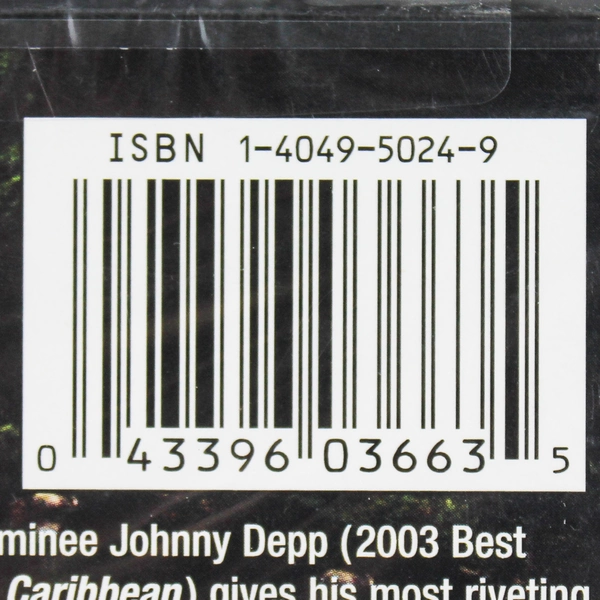 ISBN 1-4049-5024-9
0 43396 03663 5
minee Johnny Depp (2003 Best
Caribbean) gives his most riveting